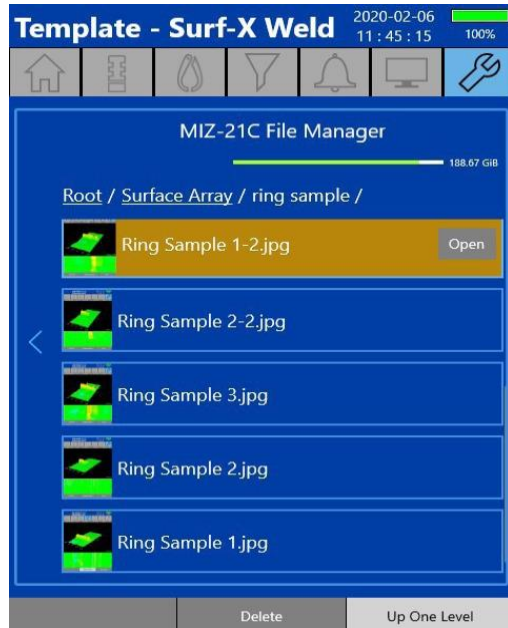 Template - Surf-X Weld
2020-02-06
11 : 45 : 15
100%
MIZ-21C File Manager
188.67 GiB
Root / Surface Array / ring sample /
Ring Sample 1-2.jpg
Open
Ring Sample 2-2.jpg
Ring Sample 3.jpg
Ring Sample 2.jpg
Ring Sample 1.jpg
Delete
Up One Level